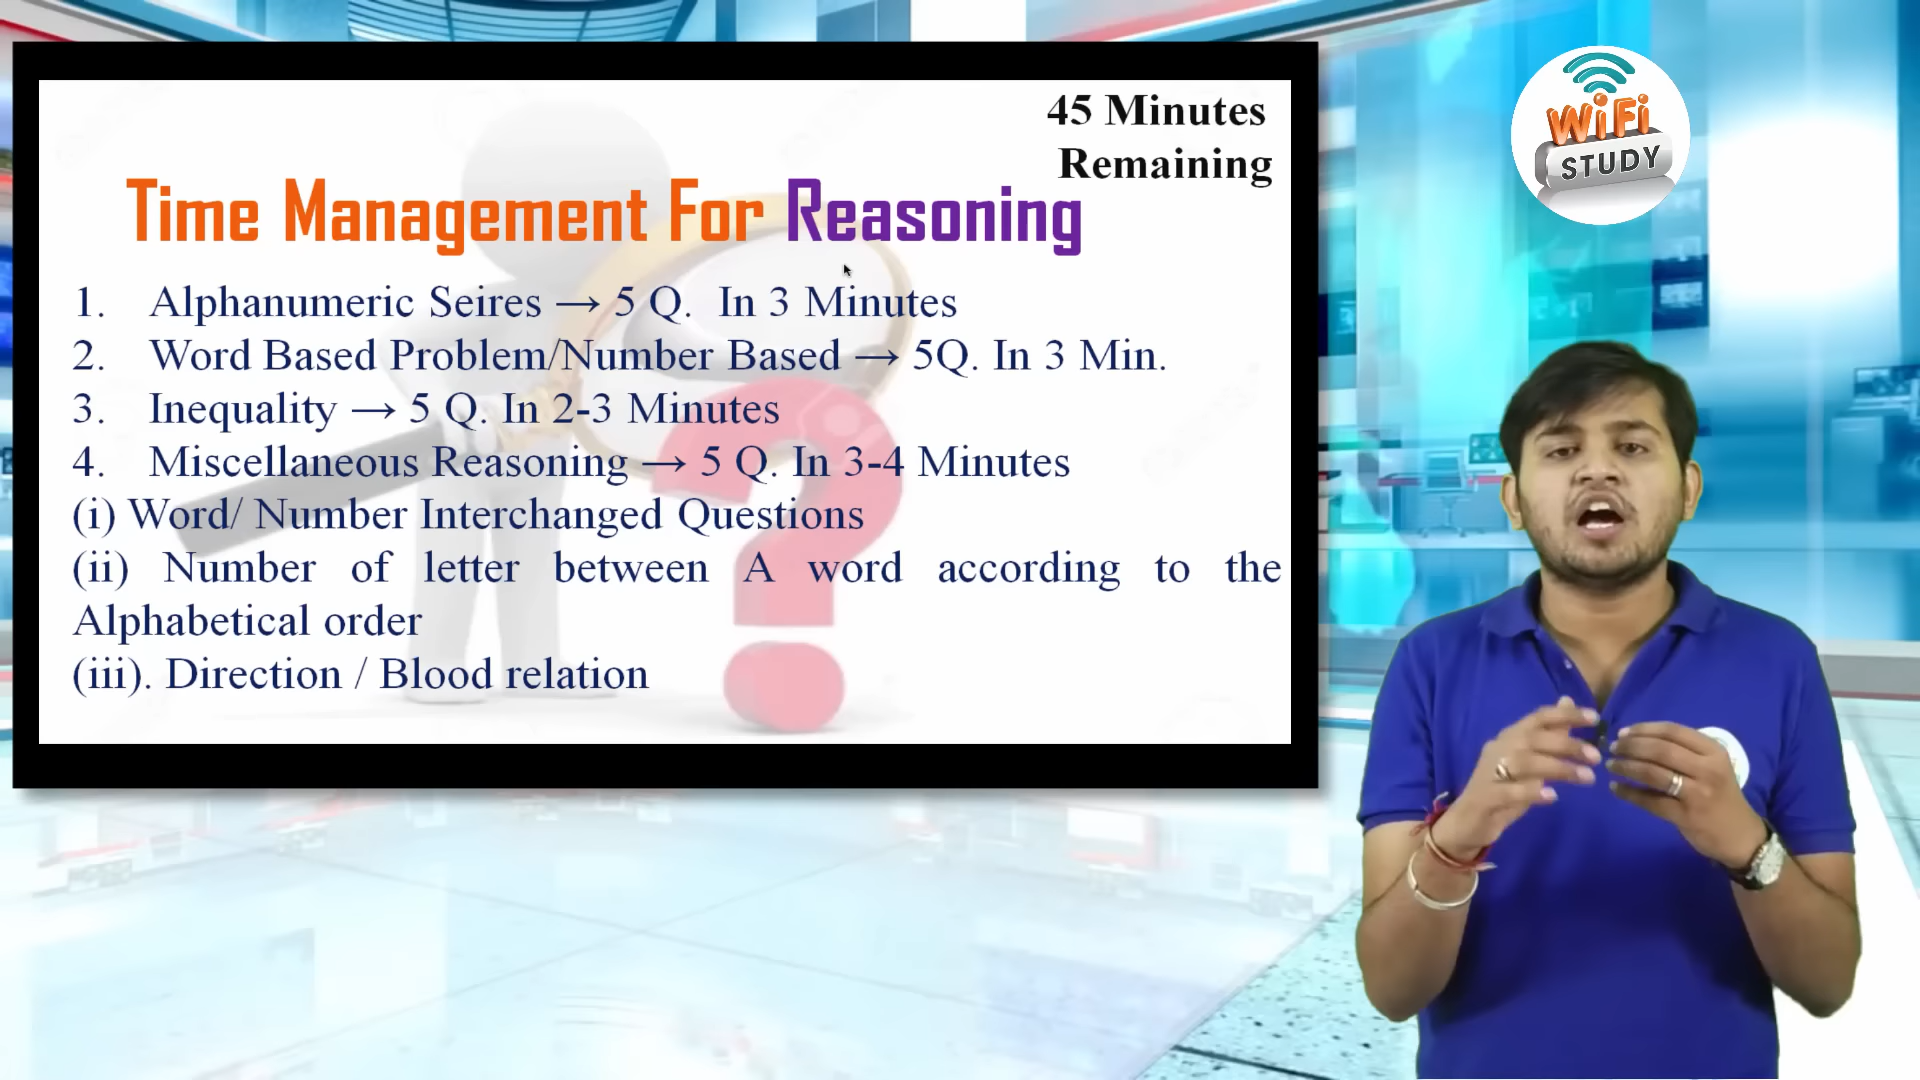 45 Minutes
Remaining
Time Management For Reasoning
1. Alphanumeric Seires → 5 Q. In 3 Minutes
2. Word Based Problem/Number Based → 5Q. In 3 Min.
3. Inequality → 5 Q. In 2-3 Minutes
4. Miscellaneous Reasoning → 5 Q. In 3-4 Minutes
(i) Word/ Number Interchanged Questions
(ii) Number of letter between A word according to the
Alphabetical order
(iii). Direction / Blood relation
WiFi
STUDY